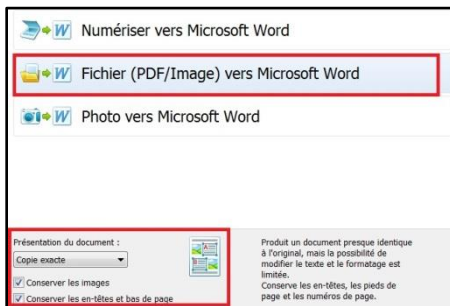 Numériser vers Microsoft Word
Fichier (PDF/Image) vers Microsoft Word
Photo vers Microsoft Word
Présentation du document :
Copie exacte
Conserver les images
Conserver les en-têtes et bas de page
Produit un document presque identique
à l'original, mais la possibilité de
modifier le texte et le formatage est
limitée.
Conserve les en-têtes, les pieds de
page et les numéros de page.